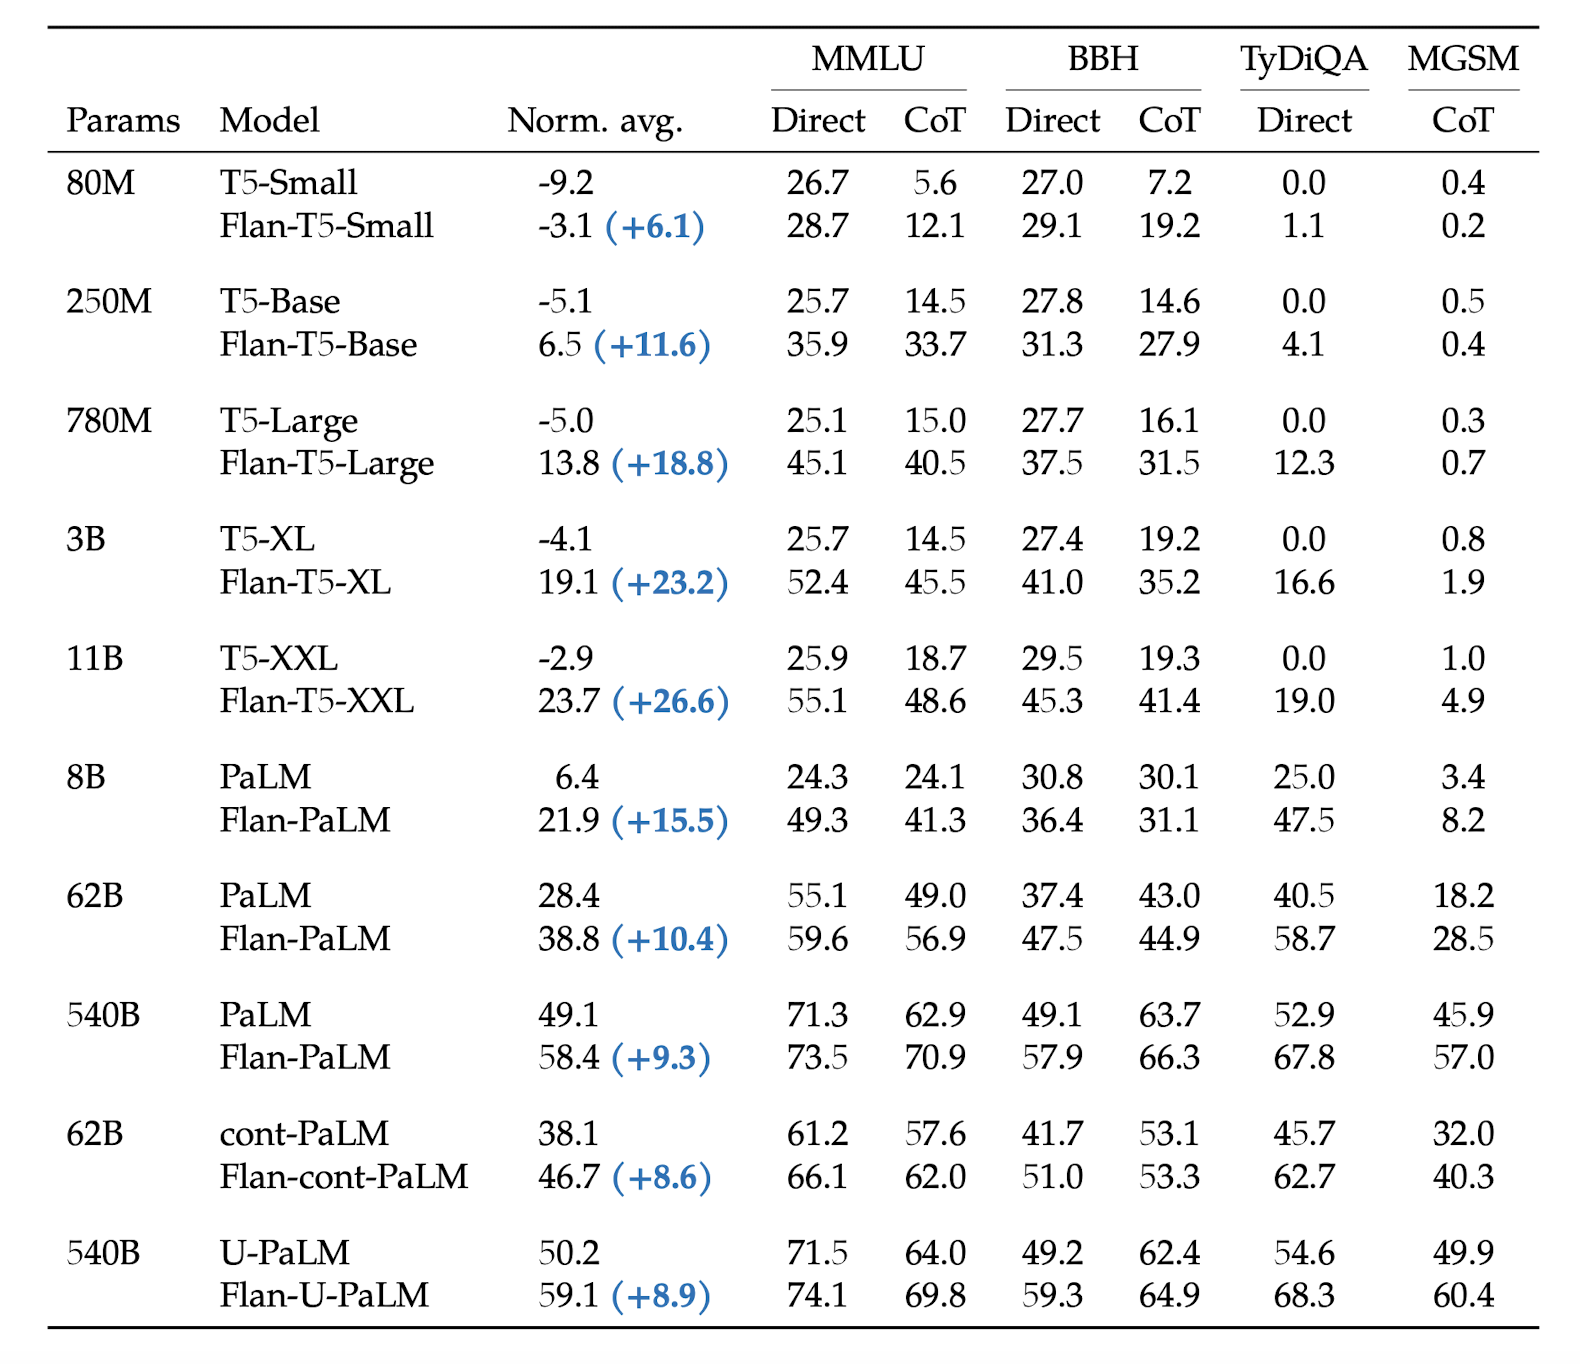 MMLU BBH TyDiQA MGSM
Params Model Norm. avg. Direct CoT Direct CoT Direct CoT
80M T5-Small -9.2 26.7 5.6 27.0 7.2 0.0 0.4
Flan-T5-Small -3.1 (+6.1) 28.7 12.1 29.1 19.2 1.1 0.2
250M T5-Base -5.1 25.7 14.5 27.8 14.6 0.0 0.5
Flan-T5-Base 6.5 (+11.6) 35.9 33.7 31.3 27.9 4.1 0.4
780M T5-Large -5.0 25.1 15.0 27.7 16.1 0.0 0.3
Flan-T5-Large 13.8 (+18.8) 45.1 40.5 37.5 31.5 12.3 0.7
3B T5-XL -4.1 25.7 14.5 27.4 19.2 0.0 0.8
Flan-T5-XL 19.1 (+23.2) 52.4 45.5 41.0 35.2 16.6 1.9
11B T5-XXL -2.9 25.9 18.7 29.5 19.3 0.0 1.0
Flan-T5-XXL 23.7 (+26.6) 55.1 48.6 45.3 41.4 19.0 4.9
8B PaLM 6.4 24.3 24.1 30.8 30.1 25.0 3.4
Flan-PaLM 21.9 (+15.5) 49.3 41.3 36.4 31.1 47.5 8.2
62B PaLM 28.4 55.1 49.0 37.4 43.0 40.5 18.2
Flan-PaLM 38.8 (+10.4) 59.6 56.9 47.5 44.9 58.7 28.5
540B PaLM 49.1 71.3 62.9 49.1 63.7 52.9 45.9
Flan-PaLM 58.4 (+9.3) 73.5 70.9 57.9 66.3 67.8 57.0
62B cont-PaLM 38.1 61.2 57.6 41.7 53.1 45.7 32.0
Flan-cont-PaLM 46.7 (+8.6) 66.1 62.0 51.0 53.3 62.7 40.3
540B U-PaLM 50.2 71.5 64.0 49.2 62.4 54.6 49.9
Flan-U-PaLM 59.1 (+8.9) 74.1 69.8 59.3 64.9 68.3 60.4